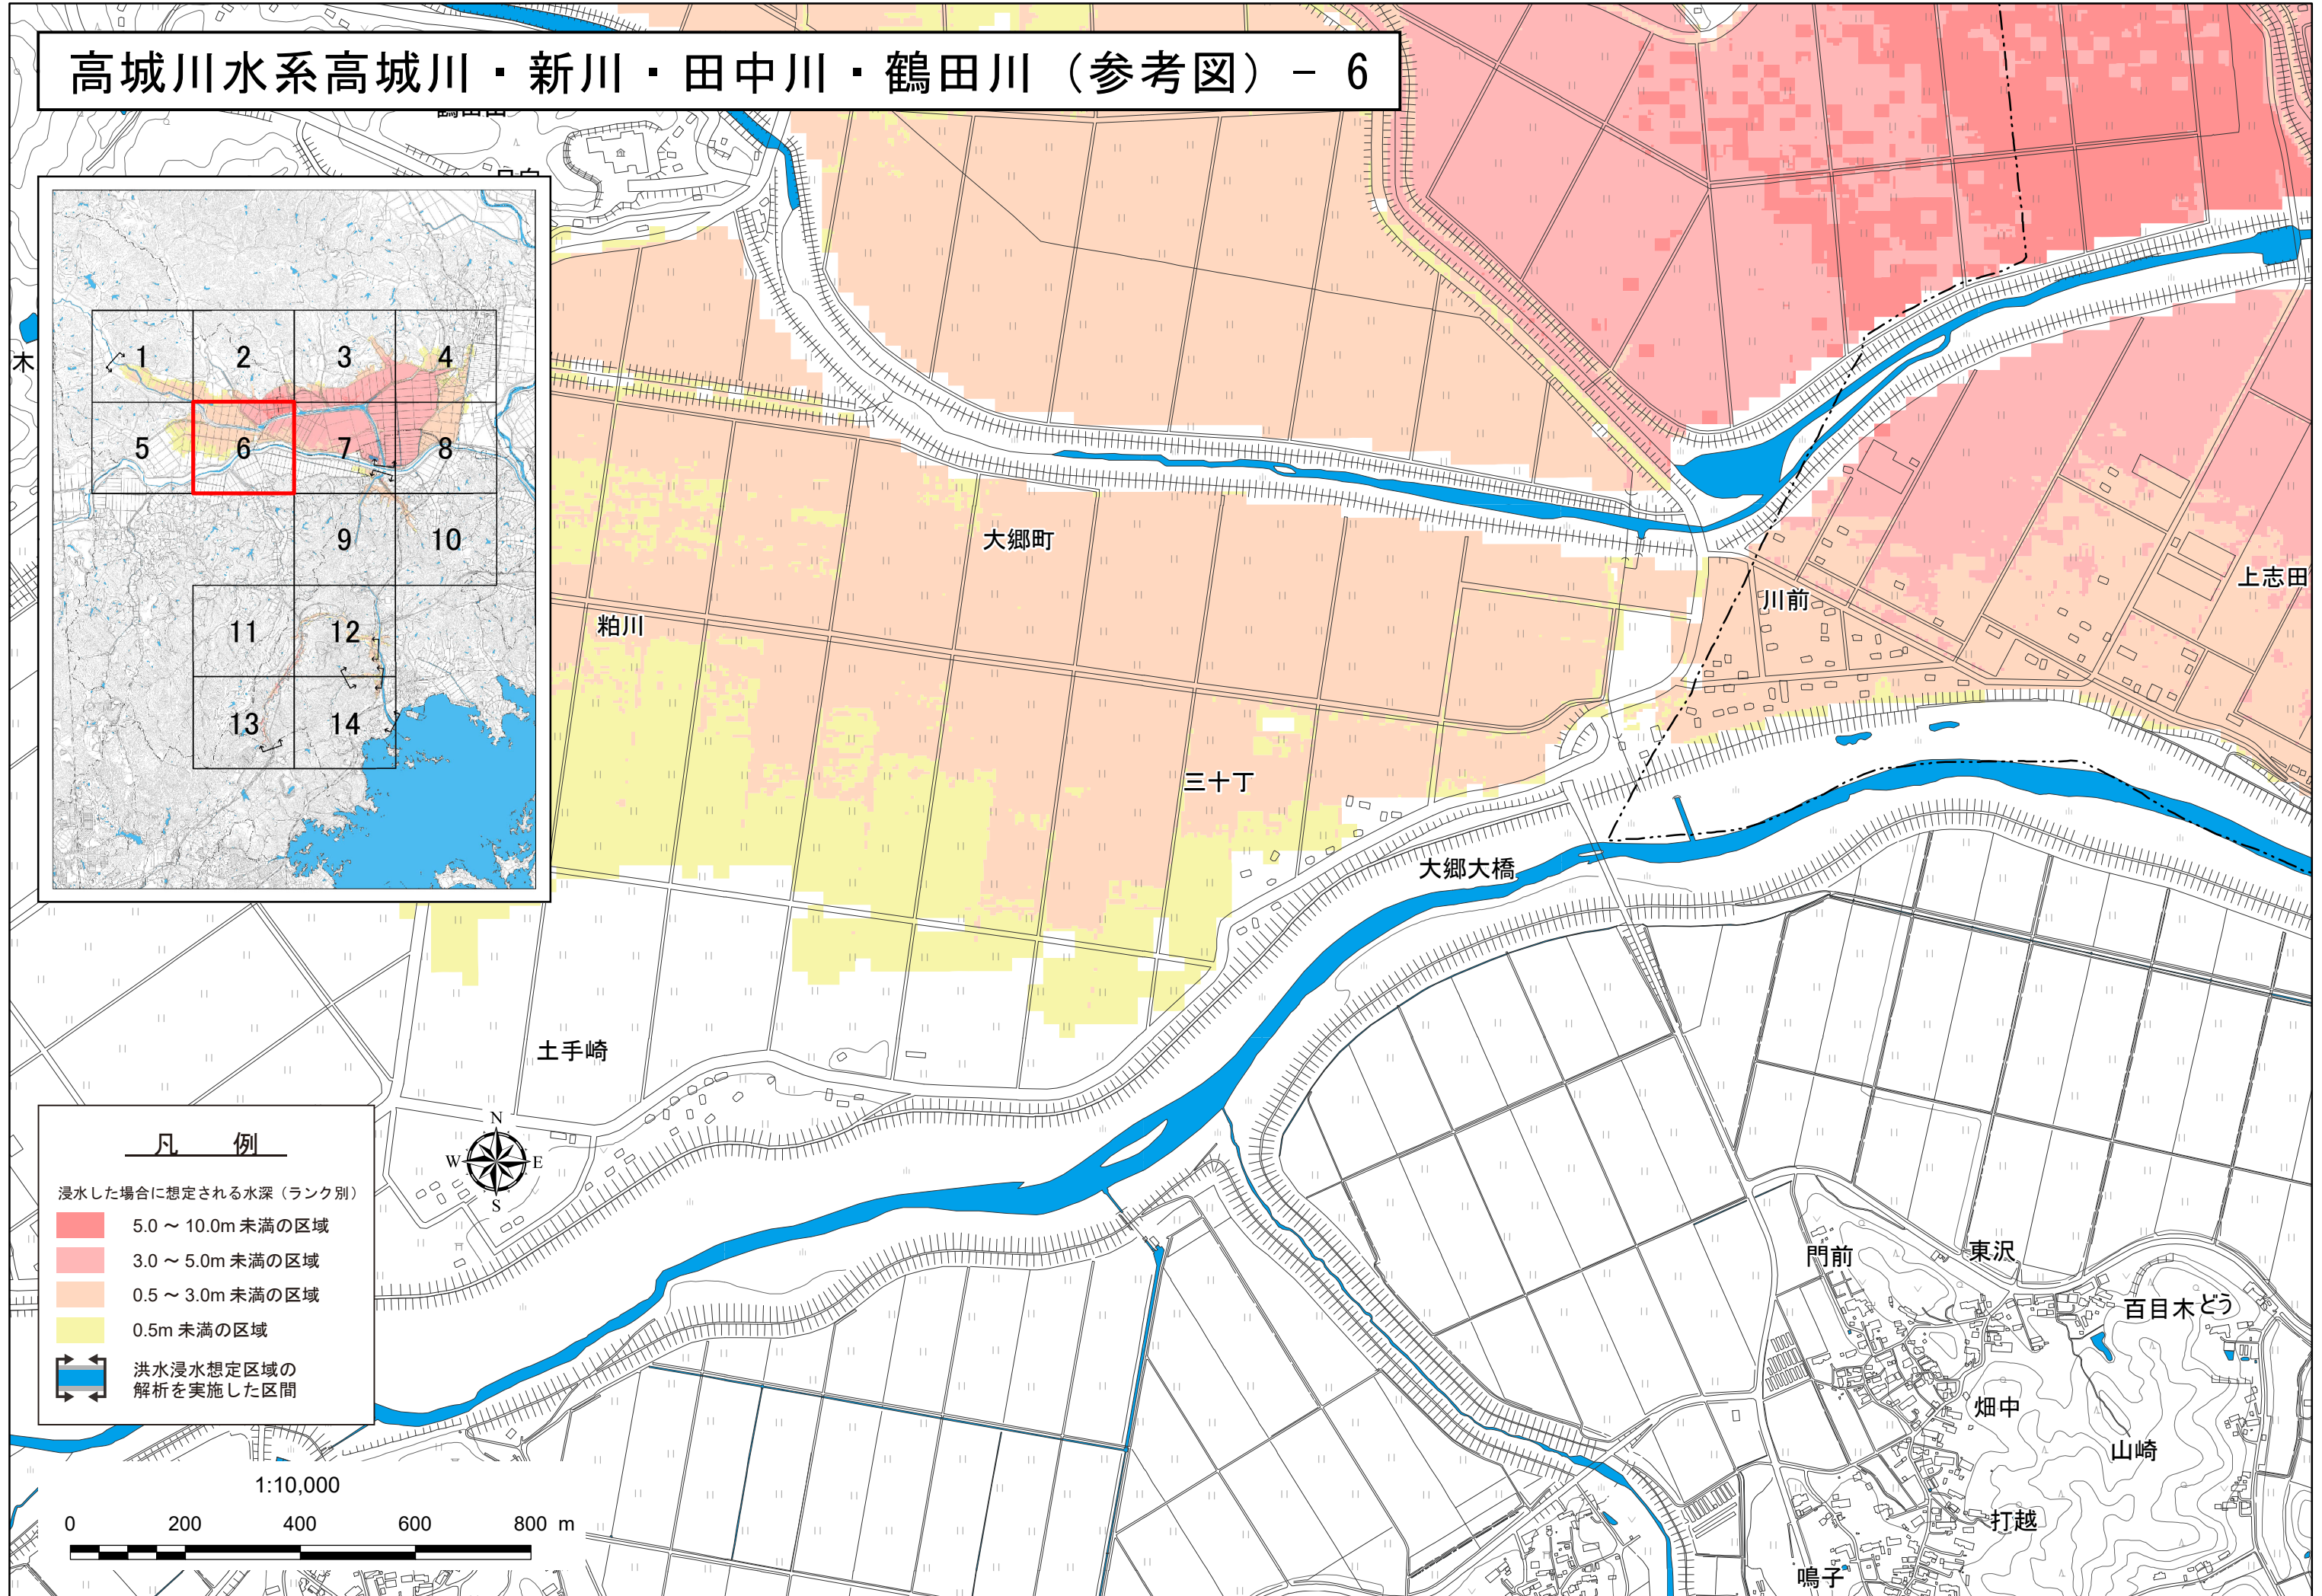 高城川水系高城川・新川・田中川・鶴田川（参考図）－ 6
木
1
2
3
4
5
6
7
8
9
10
11
12
13
14
大郷町
粕川
川前
上志田
三十丁
大郷大橋
土手崎
門前
東沢
百目木どう
畑中
山崎
打越
鳴子
N
W
E
S
凡　例
浸水した場合に想定される水深（ランク別）
5.0 ～ 10.0m 未満の区域
3.0 ～ 5.0m 未満の区域
0.5 ～ 3.0m 未満の区域
0.5m 未満の区域
洪水浸水想定区域の
解析を実施した区間
1:10,000
0 200 400 600 800 m